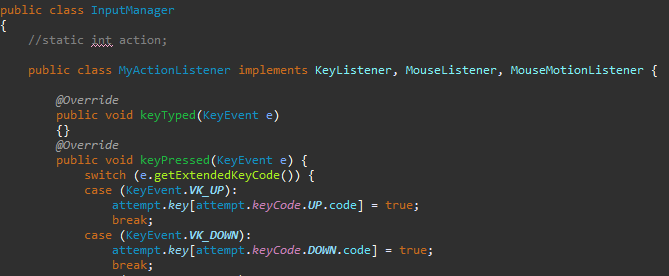 public class InputManager
{
//static int action;
public class MyActionListener implements KeyListener, MouseListener, MouseMotionListener {
@Override
public void keyTyped(KeyEvent e)
{}
@Override
public void keyPressed(KeyEvent e) {
switch (e.getExtendedKeyCode()) {
case (KeyEvent.VK_UP):
attempt.key[attempt.keyCode.UP.code] = true;
break;
case (KeyEvent.VK_DOWN):
attempt.key[attempt.keyCode.DOWN.code] = true;
break;